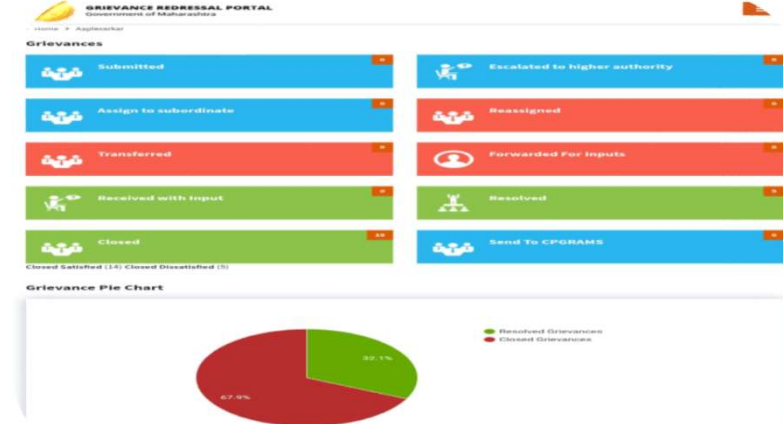 GRIEVANCE REDRESSAL PORTAL
Government of Maharashtra
Home > Aaplesarkar
Grievances
Submitted
Escalated to higher authority
Assign to subordinate
Reassigned
Transferred
Forwarded For Inputs
Received with Input
Resolved
Closed
Send To CPGRAMS
Closed Satisfied (14) Closed Dissatisfied (5)
Grievance Pie Chart
Resolved Grievances
Closed Grievances
32.1%
67.9%